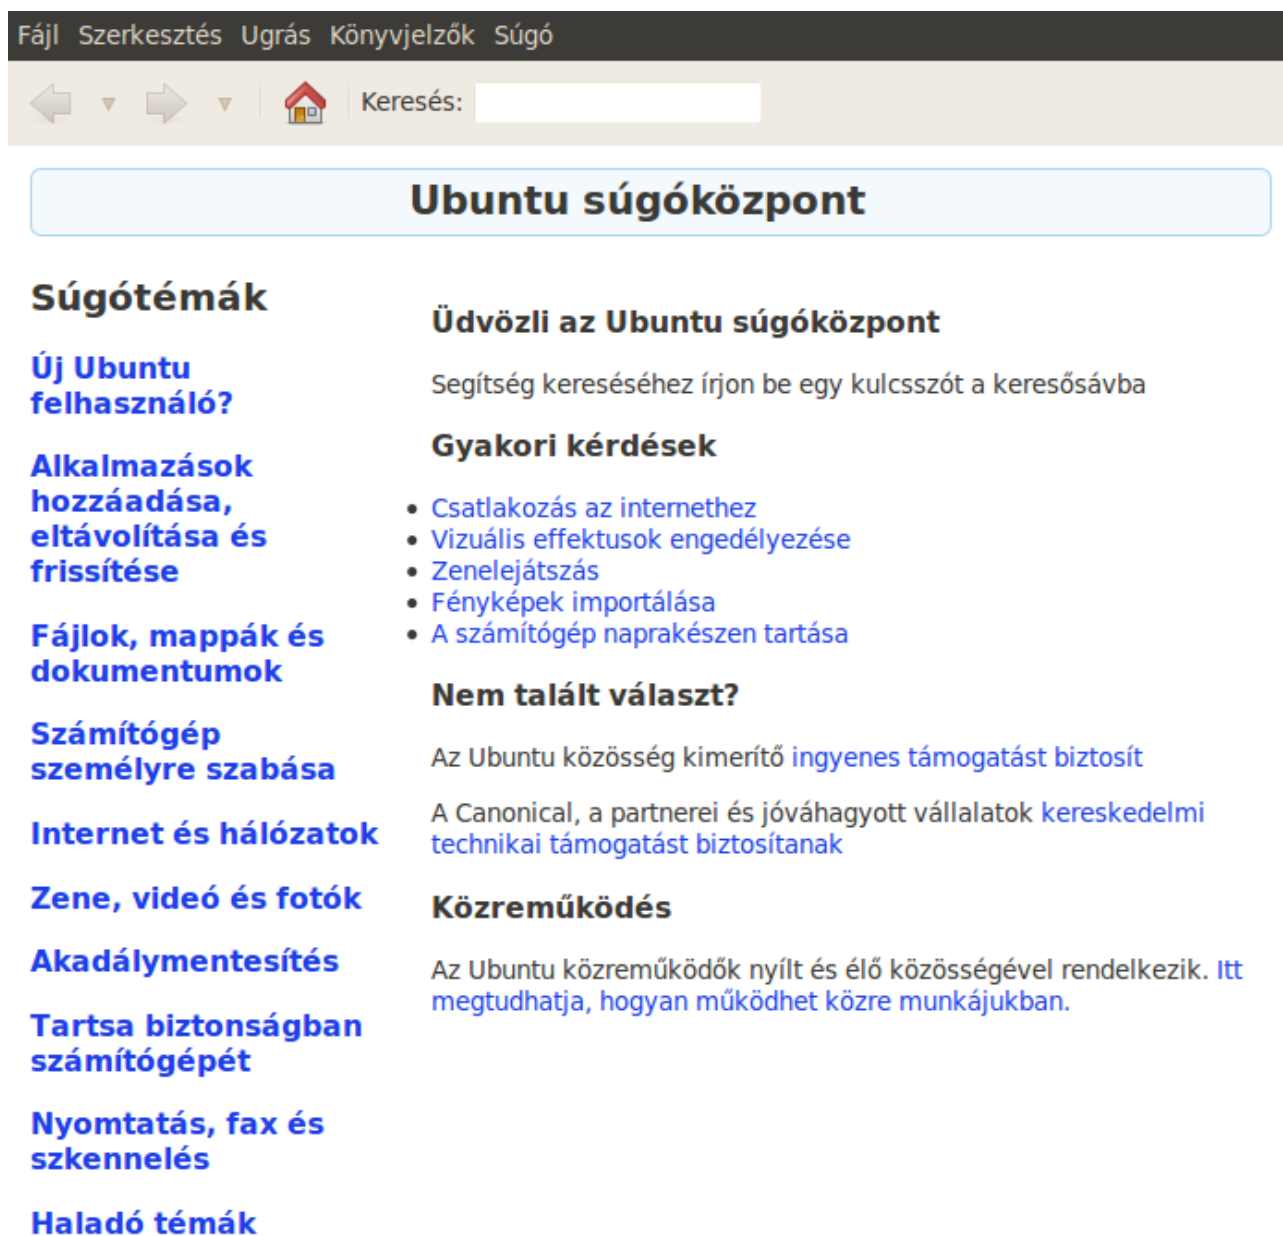 Fájl Szerkesztés Ugrás Könyvjelzők Súgó
Keresés:
Ubuntu súgóközpont
Súgótémák
Új Ubuntu
felhasználó?
Alkalmazások
hozzáadása,
eltávolítása és
frissítése
Fájlok, mappák és
dokumentumok
Számítógép
személyre szabása
Internet és hálózatok
Zene, videó és fotók
Akadálymentesítés
Tartsa biztonságban
számítógépét
Nyomtatás, fax és
szkennelés
Haladó témák
Üdvözli az Ubuntu súgóközpont
Segítség kereséséhez írjon be egy kulcsszót a keresősávba
Gyakori kérdések
Csatlakozás az internethez
Vizuális effektusok engedélyezése
Zenelejátszás
Fényképek importálása
A számítógép naprakészen tartása
Nem talált választ?
Az Ubuntu közösség kimerítő ingyenes támogatást biztosít
A Canonical, a partnerei és jóváhagyott vállalatok kereskedelmi
technikai támogatást biztosítanak
Közreműködés
Az Ubuntu közreműködők nyílt és élő közösségével rendelkezik. Itt
megtudhatja, hogyan működhet közre munkájukban.